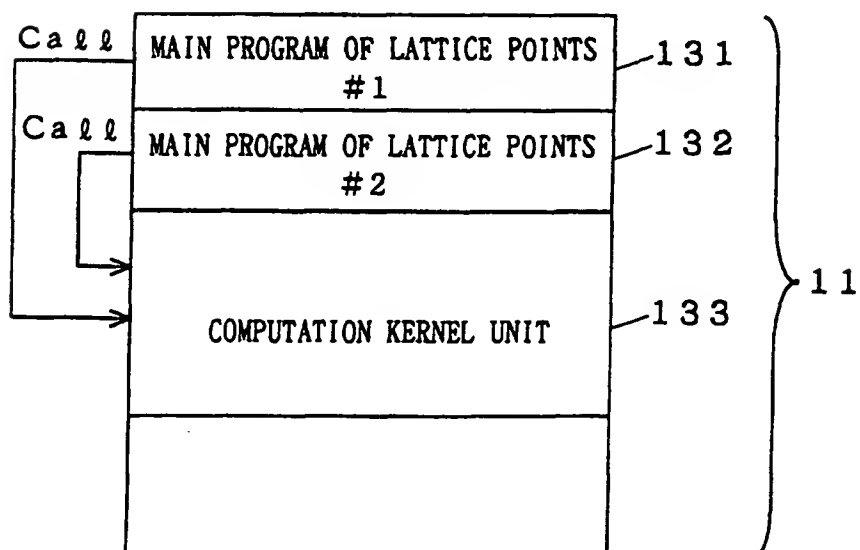 Call
MAIN PROGRAM OF LATTICE POINTS
#1
131
Call
MAIN PROGRAM OF LATTICE POINTS
#2
132
11
COMPUTATION KERNEL UNIT
133